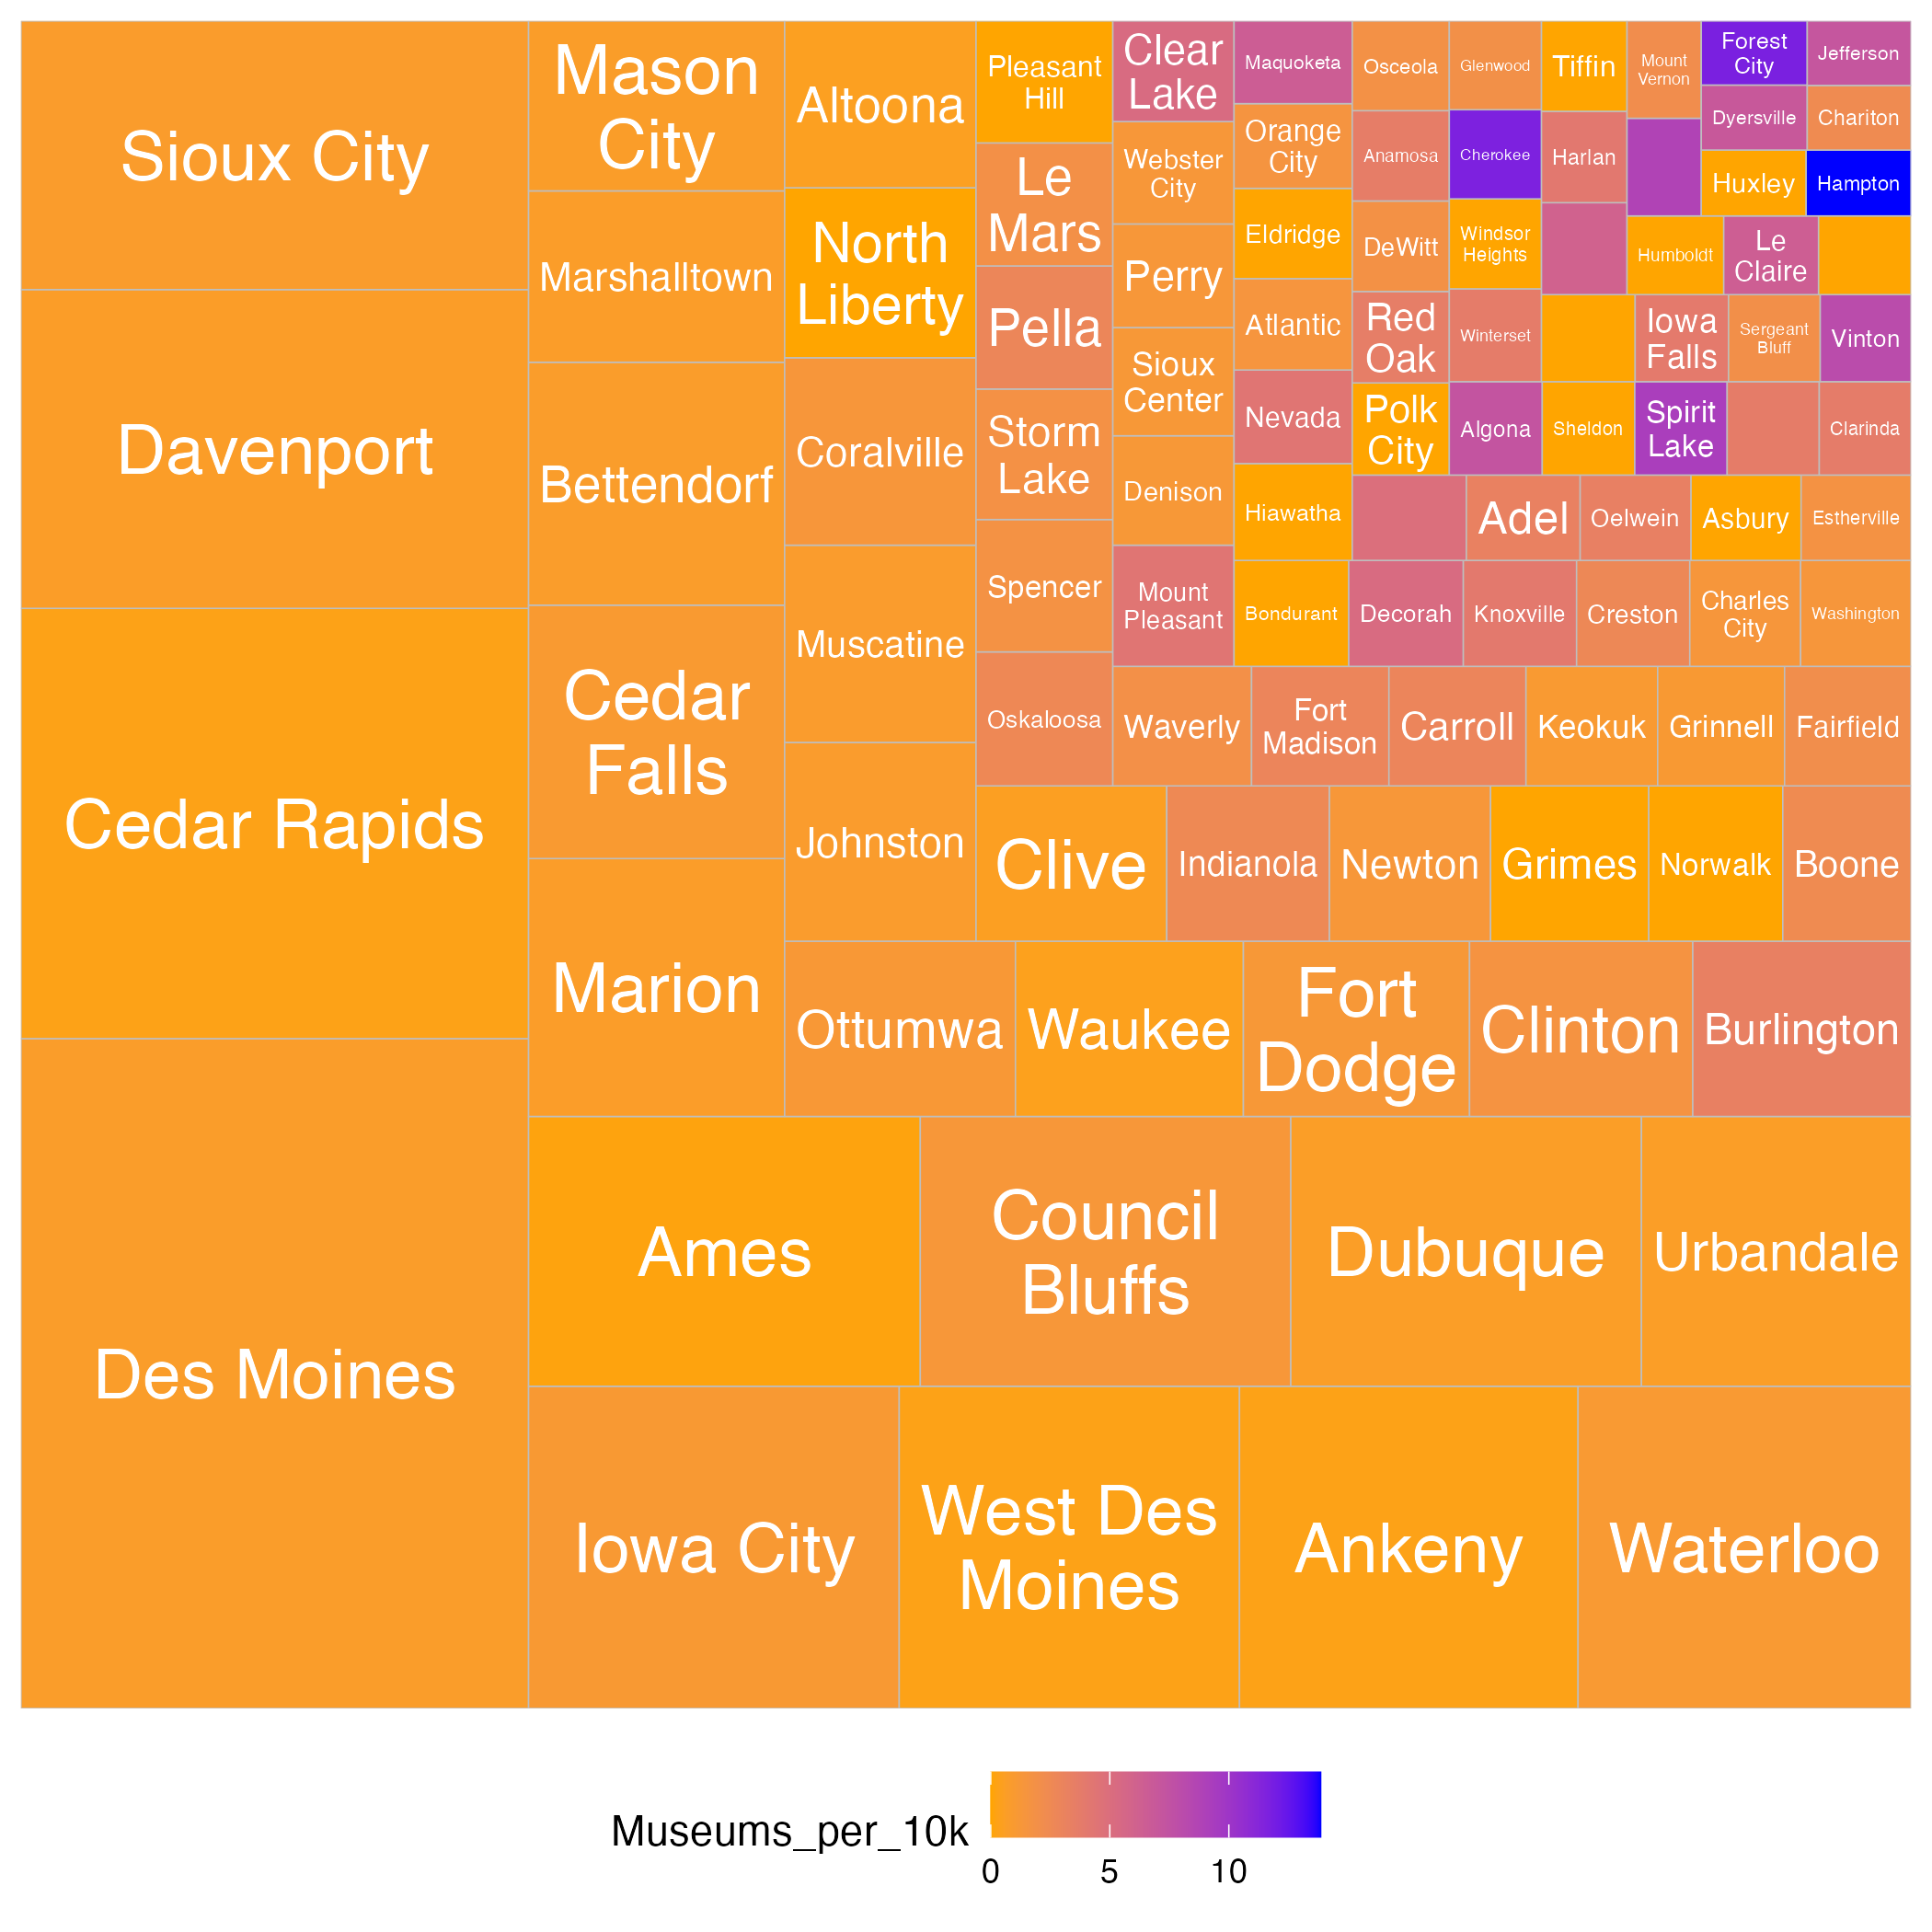 Sioux City
Davenport
Cedar Rapids
Des Moines
Mason
City
Marshalltown
Bettendorf
Cedar
Falls
Marion
Altoona
North
Liberty
Coralville
Muscatine
Johnston
Pleasant
Hill
Le
Mars
Pella
Storm
Lake
Spencer
Oskaloosa
Clear
Lake
Webster
City
Perry
Sioux
Center
Denison
Mount
Pleasant
Maquoketa
Orange
City
Eldridge
Atlantic
Nevada
Hiawatha
Bondurant
Osceola
Anamosa
DeWitt
Red
Oak
Polk
City
Glenwood
Cherokee
Windsor
Heights
Winterset
Algona
Tiffin
Harlan
Mount
Vernon
Forest
City
Jefferson
Dyersville
Chariton
Huxley
Hampton
Humboldt
Le
Claire
Iowa
Falls
Sergeant
Bluff
Vinton
Sheldon
Spirit
Lake
Clarinda
Adel
Oelwein
Asbury
Estherville
Decorah
Knoxville
Creston
Charles
City
Washington
Waverly
Fort
Madison
Carroll
Keokuk
Grinnell
Fairfield
Clive
Indianola
Newton
Grimes
Norwalk
Boone
Ottumwa
Waukee
Fort
Dodge
Clinton
Burlington
Ames
Council
Bluffs
Dubuque
Urbandale
Iowa City
West Des
Moines
Ankeny
Waterloo
Museums_per_10k
0 5 10